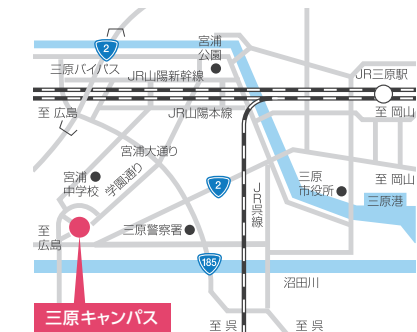 2
宮浦
公園
三原バイパス
JR山陽新幹線
JR三原駅
至 広島
JR山陽本線
至 岡山
宮浦大通り
学園通り
宮浦
中学校
2
JR呉線
三原
市役所
至 岡山
三原港
至
広島
三原警察署
185
沼田川
三原キャンパス
至 呉
至 呉